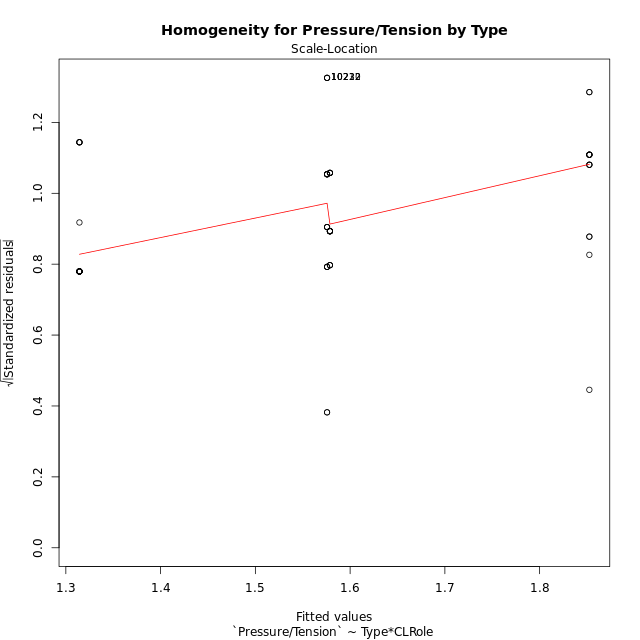 Homogeneity for Pressure/Tension by Type
Scale-Location
1.2
1.0
0.8
0.6
0.4
0.2
0.0
√|Standardized residuals|
1.3 1.4 1.5 1.6 1.7 1.8
Fitted values
`Pressure/Tension` ~ Type*CLRole